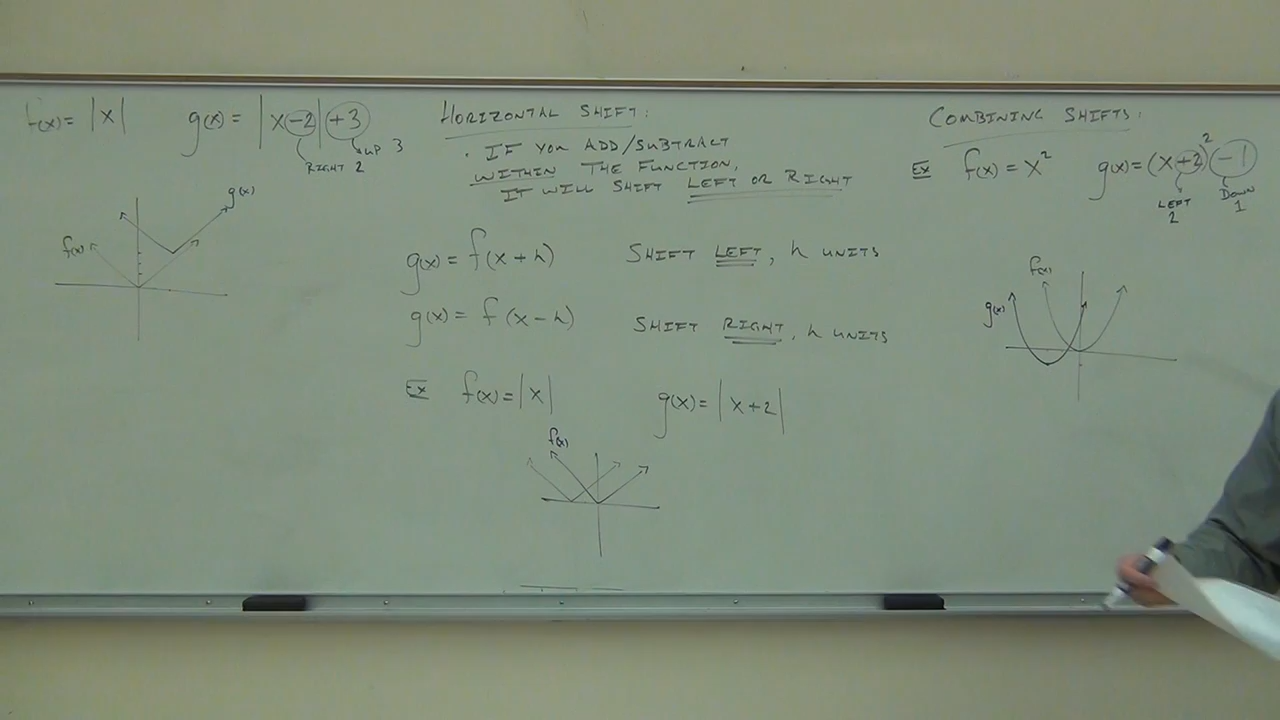 f(x) = |x| g(x) = |x-2|+3
RIGHT 2 UP 3
g(x)
f(x)
HORIZONTAL SHIFT:
• IF YOU ADD/SUBTRACT
WITHIN THE FUNCTION,
IT WILL SHIFT LEFT OR RIGHT
g(x) = f(x+h) SHIFT LEFT, h UNITS
g(x) = f(x-h) SHIFT RIGHT, h UNITS
Ex f(x) = |x| g(x) = |x+2|
f(x)
COMBINING SHIFTS:
Ex f(x) = x² g(x) = (x+2)² -1
LEFT 2 DOWN 1
f(x)
g(x)